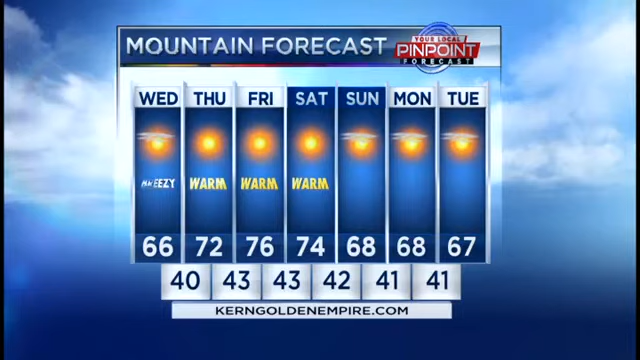 MOUNTAIN FORECAST
YOUR LOCAL
PINPOINT
FORECAST
WED THU FRI SAT SUN MON TUE
WARM WARM WARM
66 72 76 74 68 68 67
40 43 43 42 41 41
KERNGOLDENEMPIRE.COM